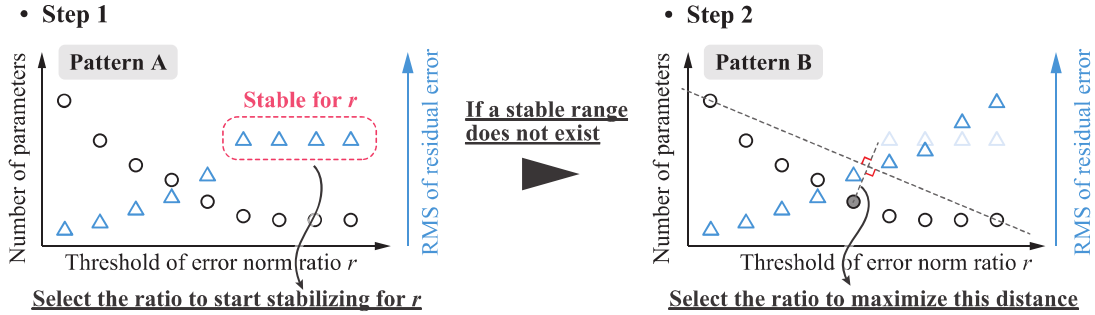 • Step 1
Number of parameters
Pattern A
Stable for r
RMS of residual error
Threshold of error norm ratio r
Select the ratio to start stabilizing for r
If a stable range
does not exist
• Step 2
Number of parameters
Pattern B
RMS of residual error
Threshold of error norm ratio r
Select the ratio to maximize this distance